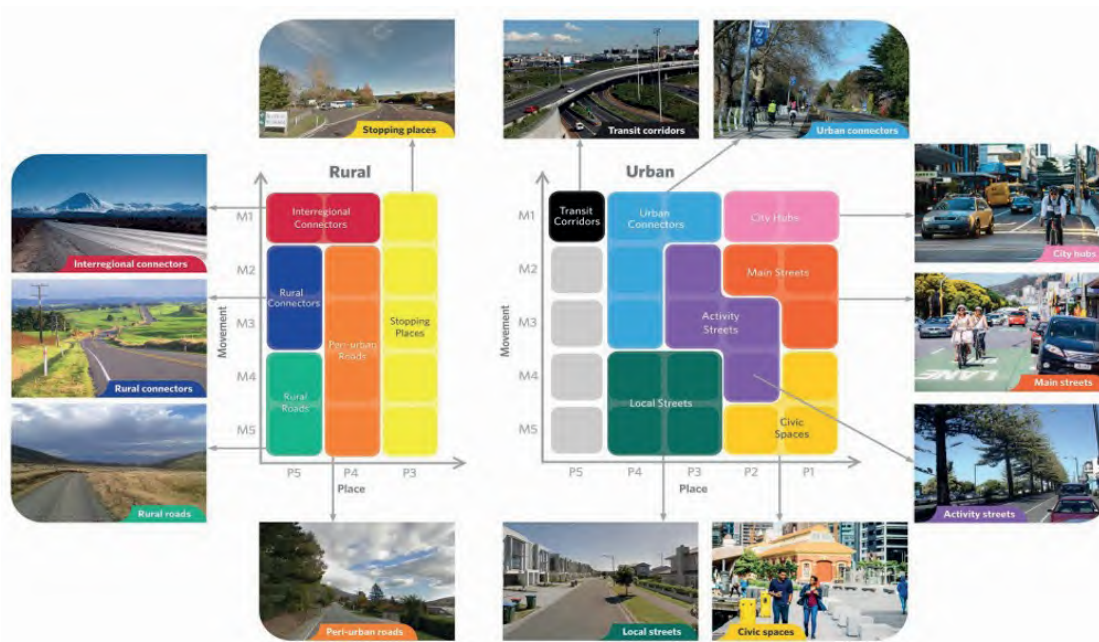 Stopping places
Transit corridors
Urban connectors
Rural
Urban
Interregional connectors
Rural connectors
Rural roads
Movement
M1
M2
M3
M4
M5
Interregional
Connectors
Rural
Connectors
Peri-urban
Roads
Stopping
Places
Rural
Roads
P5
P4
P3
Place
Movement
M1
M2
M3
M4
M5
Transit
Corridors
Urban
Connectors
City Hubs
Main Streets
Activity
Streets
Local Streets
Civic
Spaces
P5
P4
P3
P2
P1
Place
City hubs
LANE
Main streets
Activity streets
Peri-urban roads
Local streets
Civic spaces